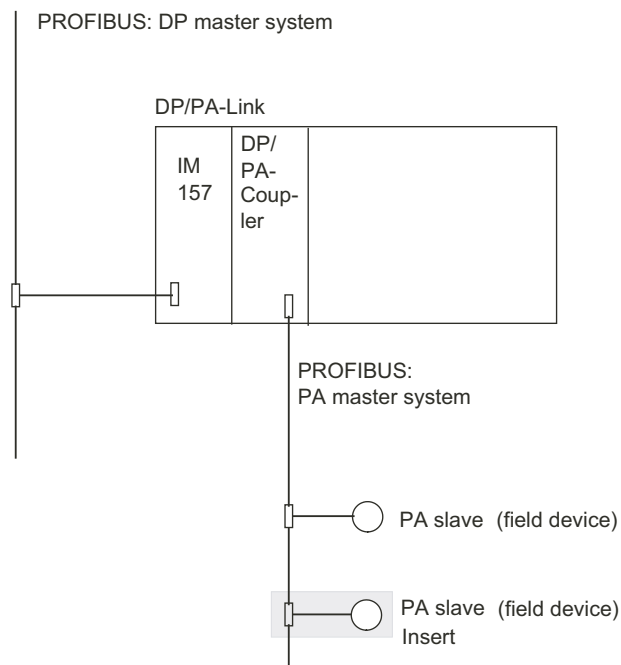 PROFIBUS: DP master system
DP/PA-Link
IM
157
DP/
PA-
Coup-
ler
PROFIBUS:
PA master system
PA slave (field device)
PA slave (field device)
Insert